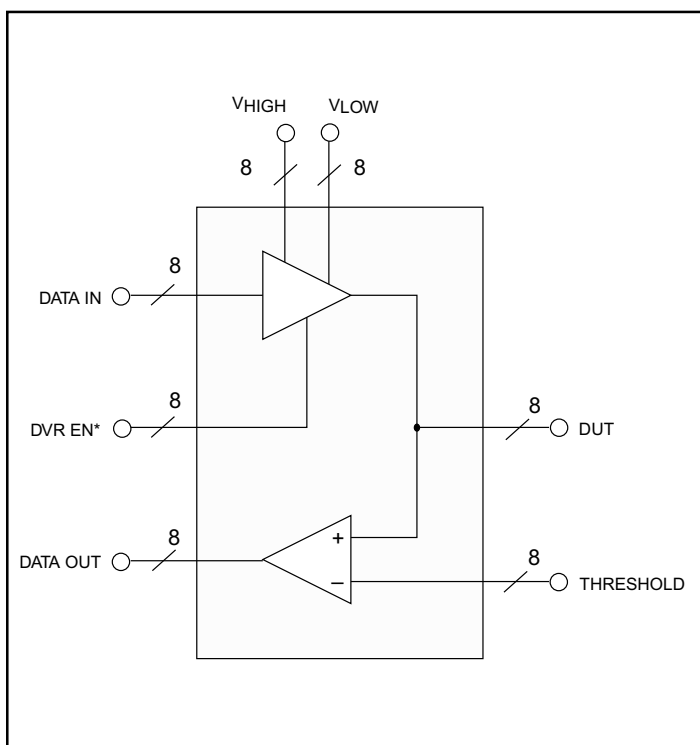 VHIGH VLOW
8 8
DATA IN 8
DVR EN* 8
8 DUT
DATA OUT 8
+
8 THRESHOLD
–